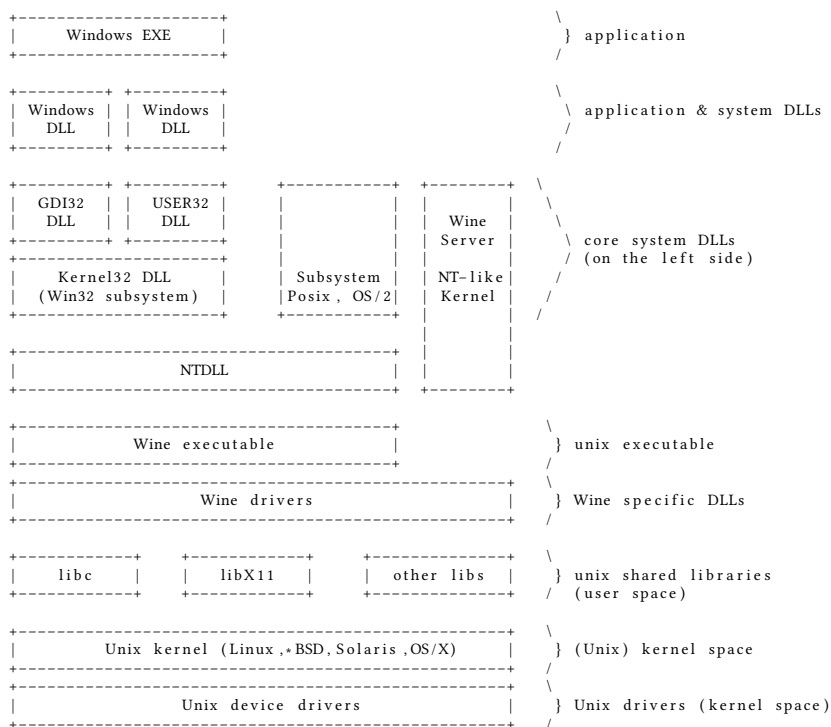 Windows EXE } application
Windows Windows application & system DLLs
DLL DLL
GDI32 USER32
DLL DLL Wine
Server core system DLLs
(on the left side)
Kernel32 DLL Subsystem NT-like
(Win32 subsystem) Posix, OS/2 Kernel
NTDLL
Wine executable } unix executable
Wine drivers } Wine specific DLLs
libc libX11 other libs } unix shared libraries
(user space)
Unix kernel (Linux,*BSD,Solaris,OS/X) } (Unix) kernel space
Unix device drivers } Unix drivers (kernel space)